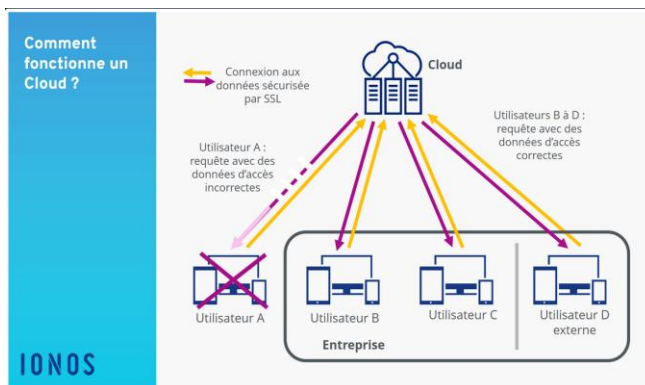 Comment
fonctionne un
Cloud ?
Connexion aux
données sécurisée
par SSL
Cloud
Utilisateur A :
requête avec des
données d'accès
incorrectes
Utilisateurs B à D :
requête avec des
données d'accès
correctes
Utilisateur A
Utilisateur B
Utilisateur C
Utilisateur D
externe
Entreprise
IONOS